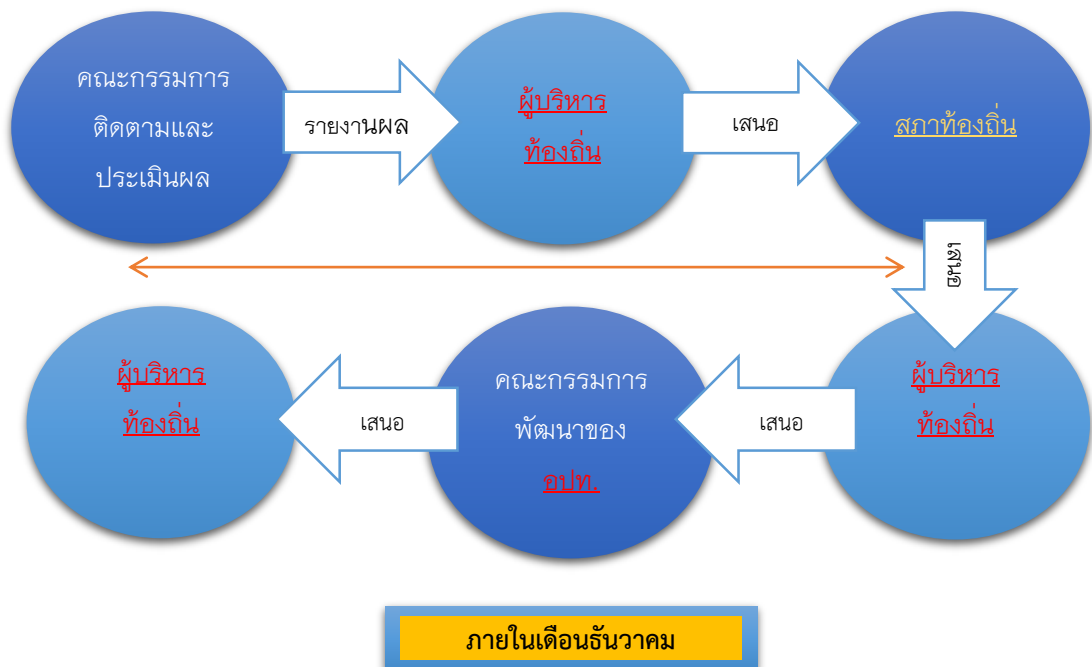 คณะกรรมการ
ติดตามและ
ประเมินผล
รายงานผล
ผู้บริหาร
ท้องถิ่น
เสนอ
สภาท้องถิ่น
เสนอ
ผู้บริหาร
ท้องถิ่น
เสนอ
คณะกรรมการ
พัฒนาของ
อปท.
เสนอ
ผู้บริหาร
ท้องถิ่น
ภายในเดือนธันวาคม